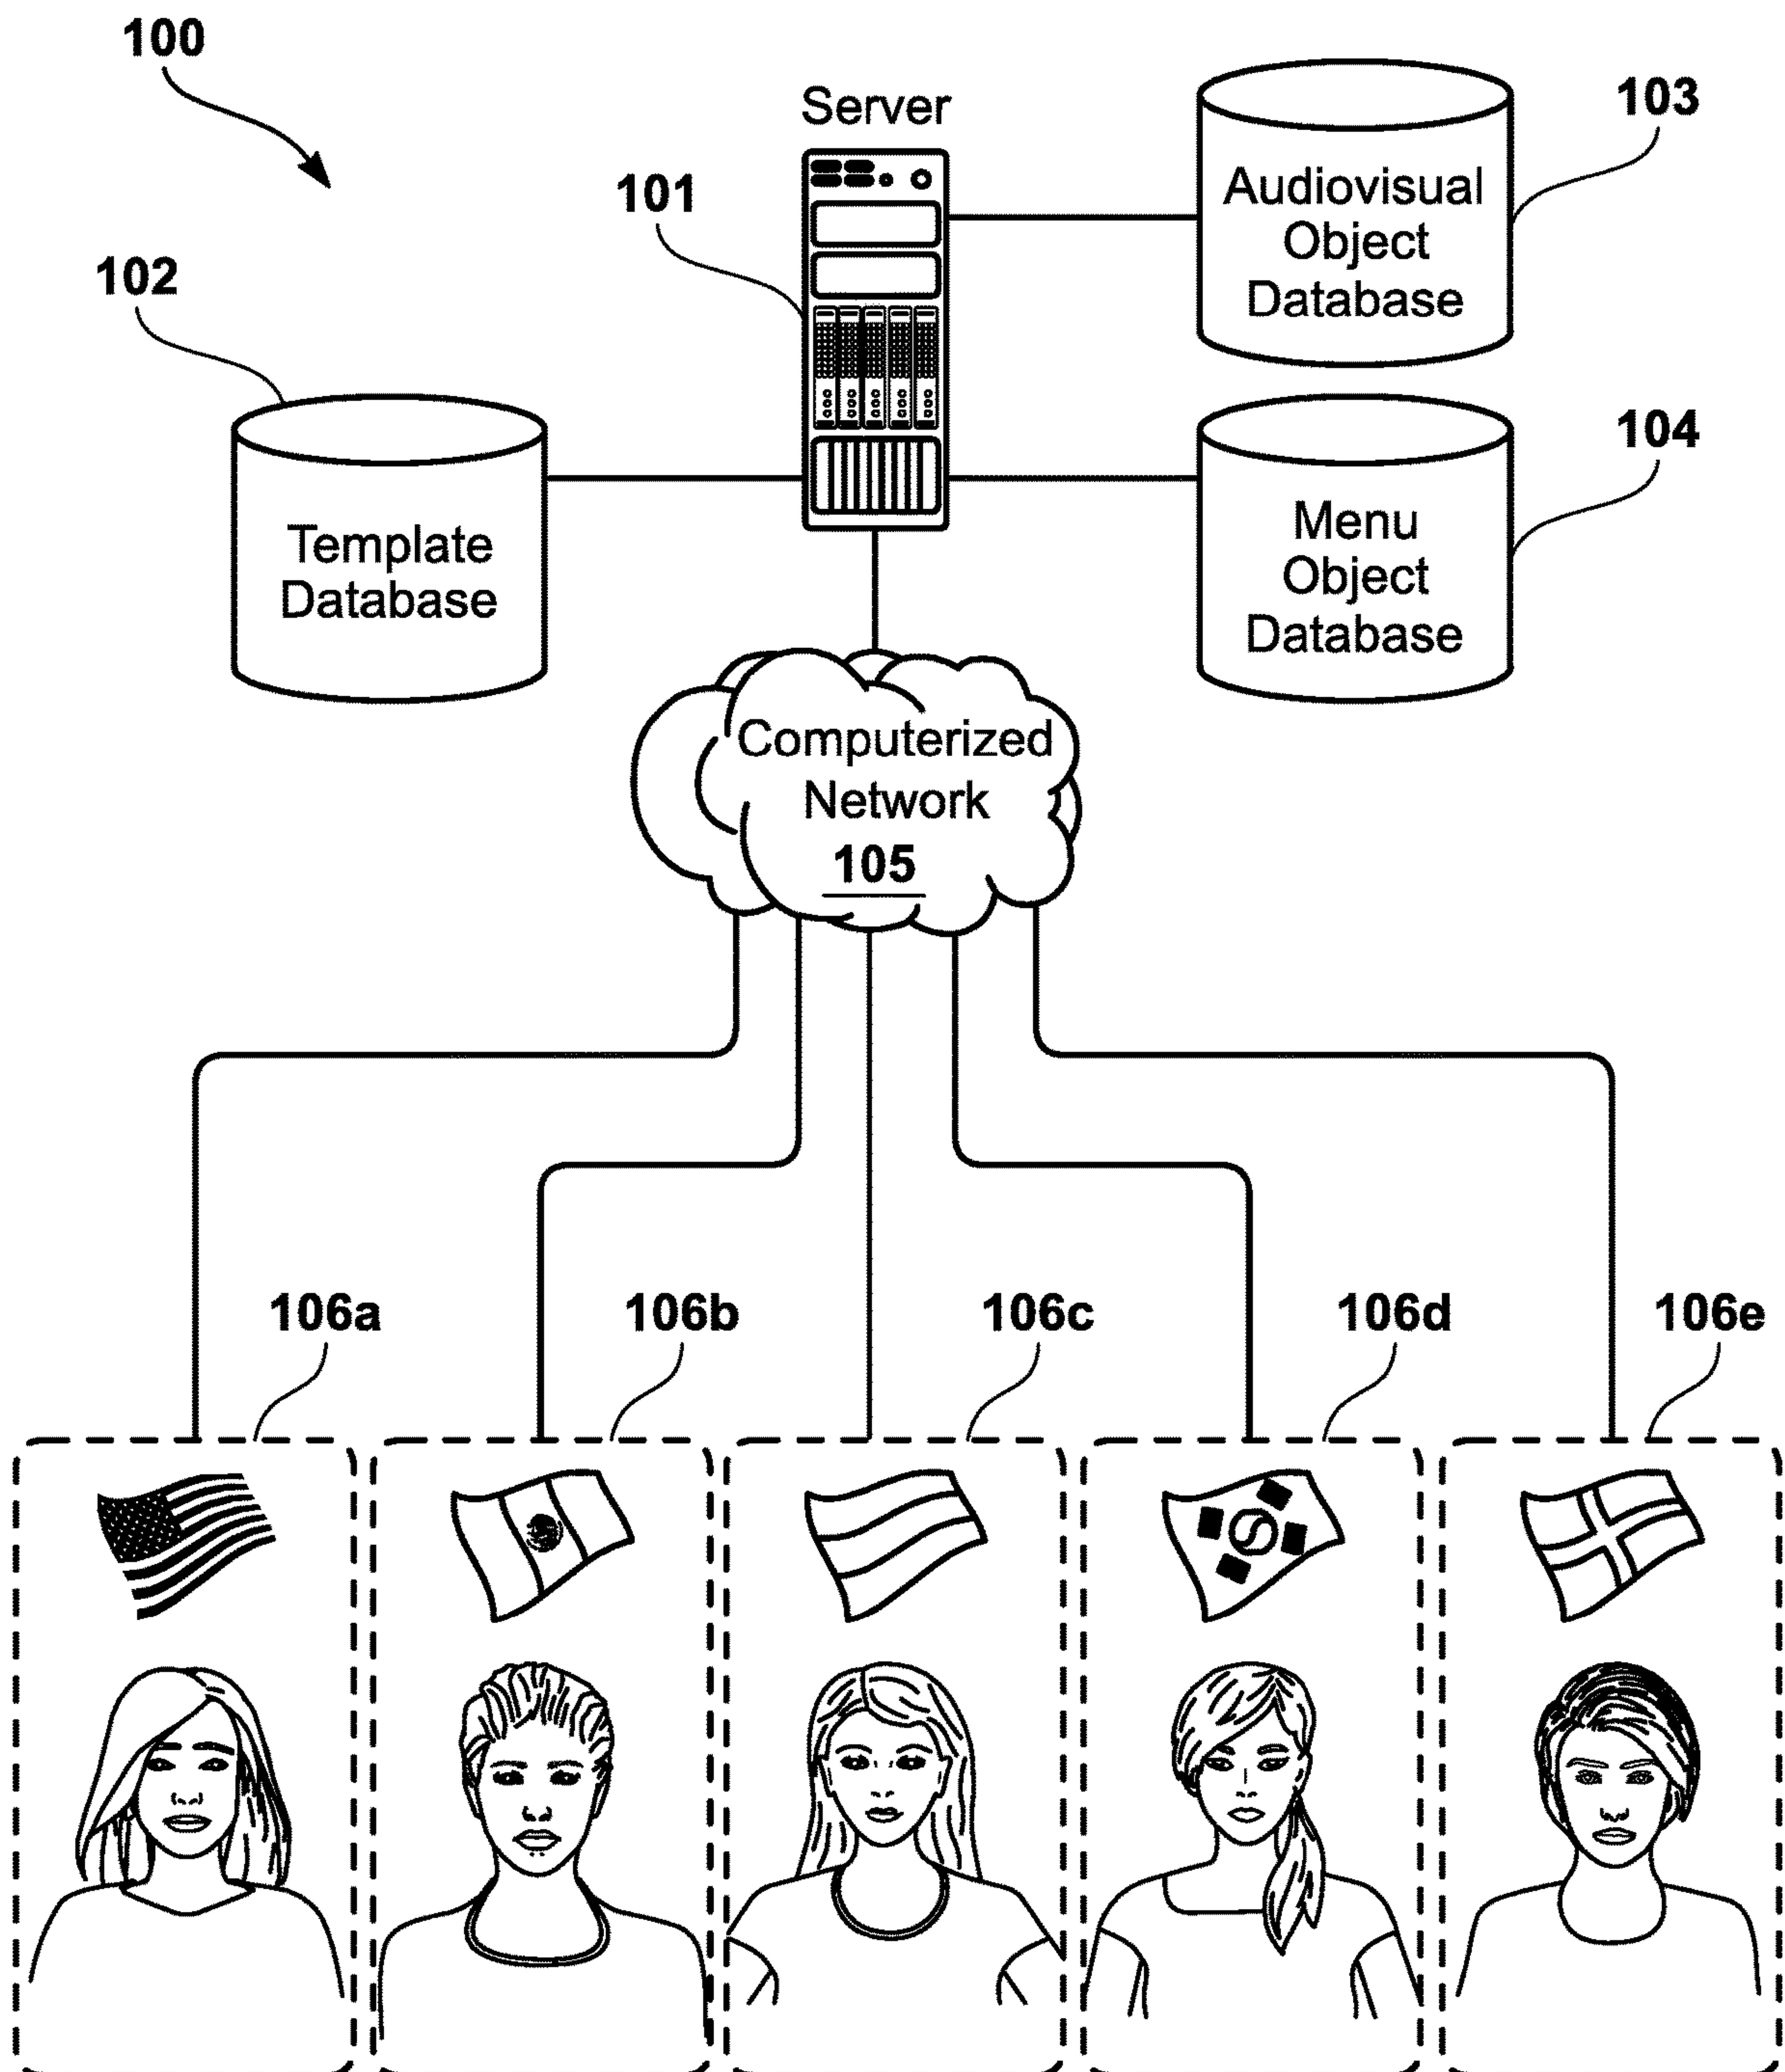 100
Server
103
Audiovisual
Object
Database
101
102
104
Template
Database
Menu
Object
Database
Computerized
Network
105
106a
106b
106c
106d
106e